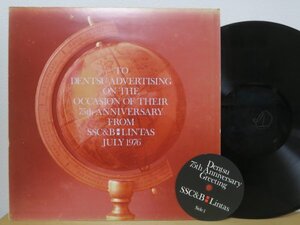 TO
DENTSU ADVERTISING
ON THE
OCCASION OF THEIR
75th ANNIVERSARY
FROM
SSC&B LINTAS
JULY 1976
Dentsu
75th Anniversary
Greeting
SSC&B Lintas
Side 1